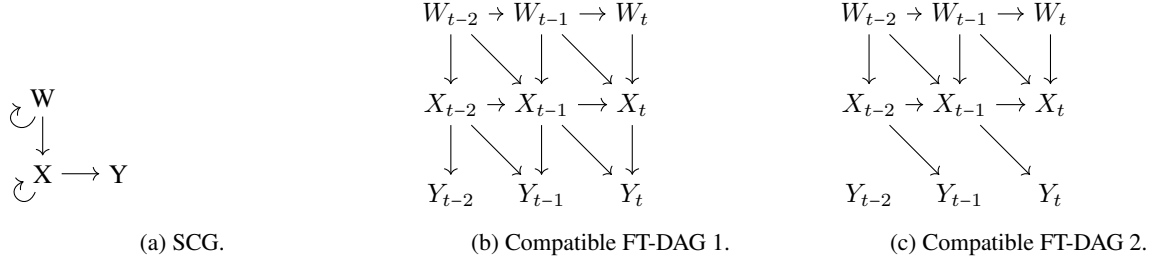 W
X Y
(a) SCG.
W_{t−2} W_{t−1} W_t
X_{t−2} X_{t−1} X_t
Y_{t−2} Y_{t−1} Y_t
(b) Compatible FT-DAG 1.
W_{t−2} W_{t−1} W_t
X_{t−2} X_{t−1} X_t
Y_{t−2} Y_{t−1} Y_t
(c) Compatible FT-DAG 2.